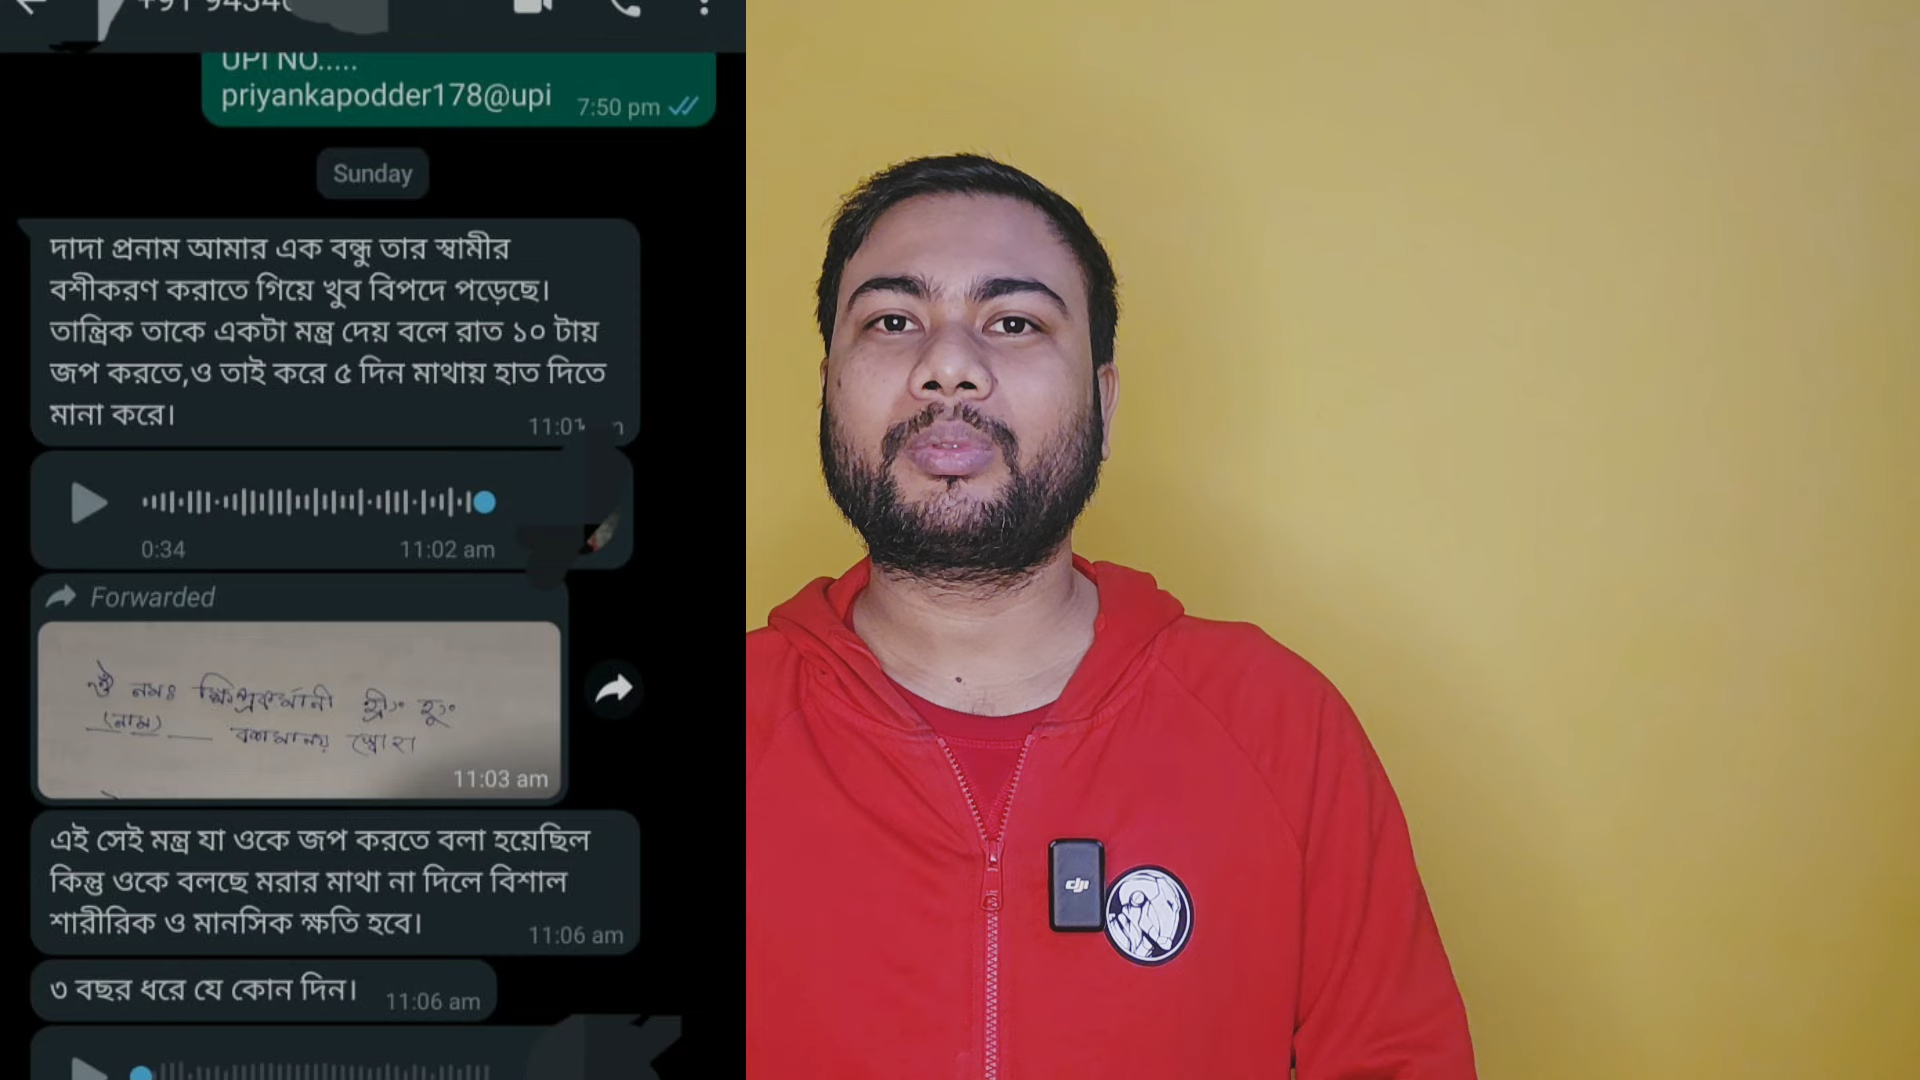 UPI NO.....
priyankapodder178@upi
7:50 pm
Sunday
দাদা প্রনাম আমার এক বন্ধু তার স্বামীর
বশীকরণ করাতে গিয়ে খুব বিপদে পড়েছে।
তান্ত্রিক তাকে একটা মন্ত্র দেয় বলে রাত ১০ টায়
জপ করতে,ও তাই করে ৫ দিন মাথায় হাত দিতে
মানা করে।
0:34
11:02 am
Forwarded
নমঃ ক্ষিপ্রকর্মানী হ্রীং হুং
(নাম)
11:03 am
এই সেই মন্ত্র যা ওকে জপ করতে বলা হয়েছিল
কিন্তু ওকে বলছে মরার মাথা না দিলে বিশাল
শারীরিক ও মানসিক ক্ষতি হবে।
11:06 am
৩ বছর ধরে যে কোন দিন।
11:06 am
dji